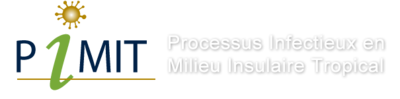 PiMIT
Processus Infectieux en
Milieu Insulaire Tropical